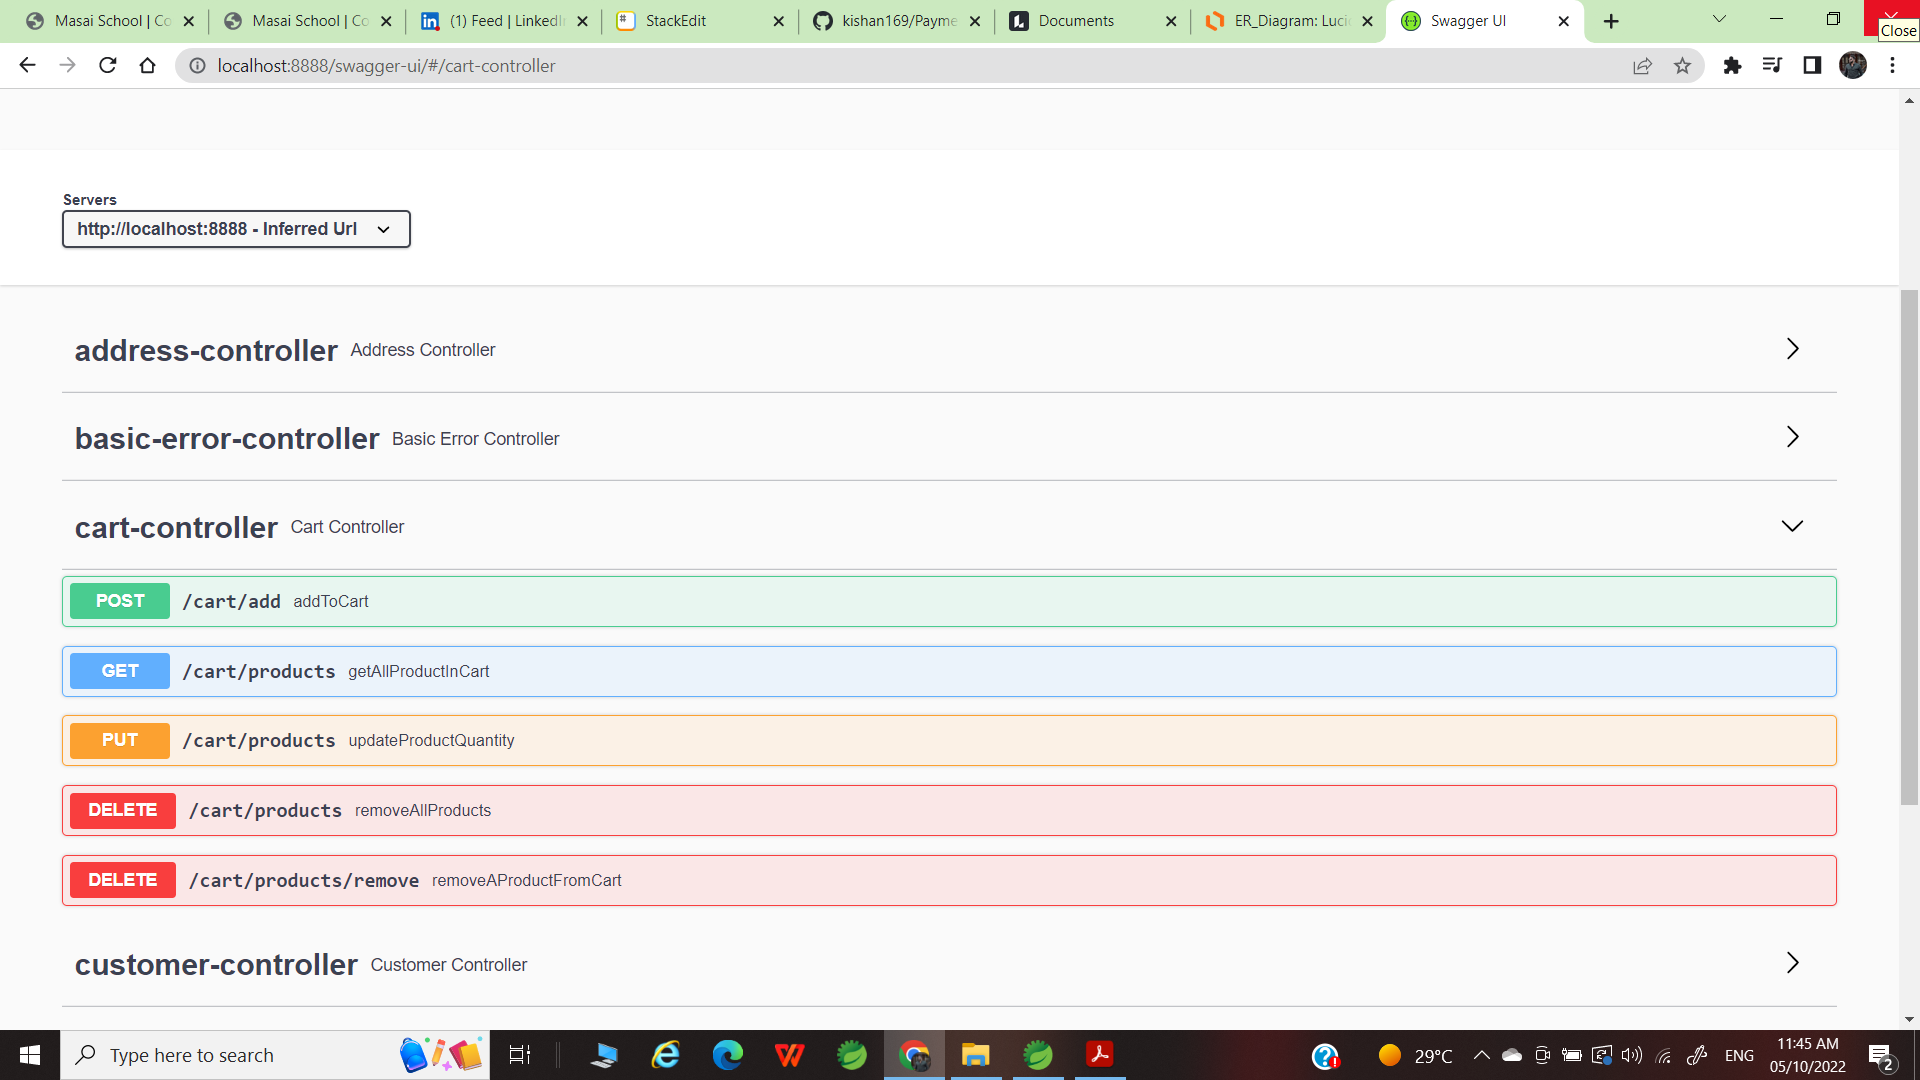 Masai School | Co
Masai School | Co
(1) Feed | LinkedI
StackEdit
kishan169/Payme
Documents
ER_Diagram: Luci
Swagger UI
Close
localhost:8888/swagger-ui/#/cart-controller
Servers
http://localhost:8888 - Inferred Url
address-controller Address Controller
basic-error-controller Basic Error Controller
cart-controller Cart Controller
POST /cart/add addToCart
GET /cart/products getAllProductInCart
PUT /cart/products updateProductQuantity
DELETE /cart/products removeAllProducts
DELETE /cart/products/remove removeAProductFromCart
customer-controller Customer Controller
Type here to search
29°C
ENG
11:45 AM
05/10/2022
2